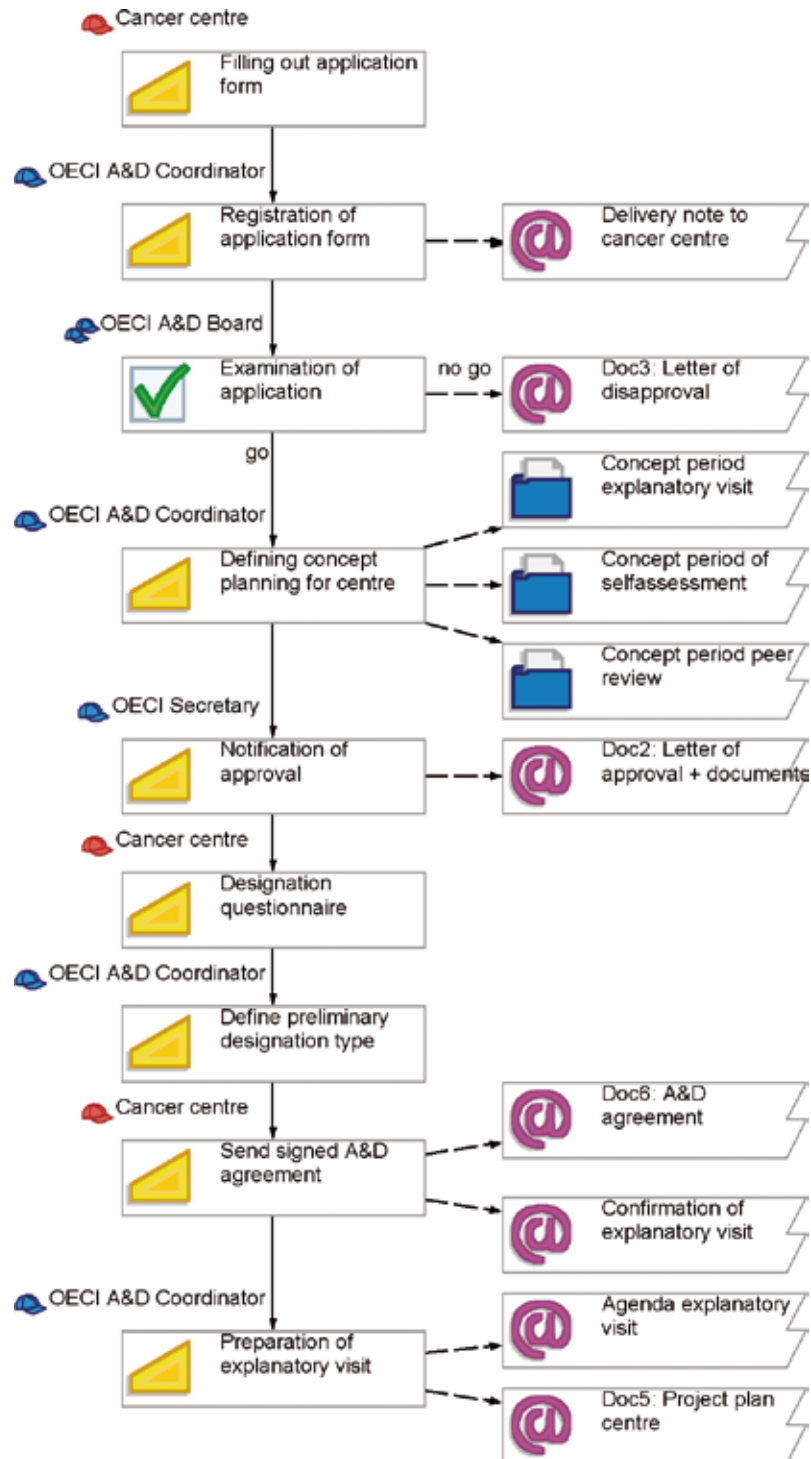 Cancer centre
Filling out application
form
OECI A&D Coordinator
Registration of
application form
Delivery note to
cancer centre
OECI A&D Board
Examination of
application
no go
Doc3: Letter of
disapproval
go
Concept period
explanatory visit
OECI A&D Coordinator
Defining concept
planning for centre
Concept period of
selfassessment
Concept period peer
review
OECI Secretary
Notification of
approval
Doc2: Letter of
approval + documents
Cancer centre
Designation
questionnaire
OECI A&D Coordinator
Define preliminary
designation type
Cancer centre
Send signed A&D
agreement
Doc6: A&D
agreement
Confirmation of
explanatory visit
OECI A&D Coordinator
Preparation of
explanatory visit
Agenda explanatory
visit
Doc5: Project plan
centre